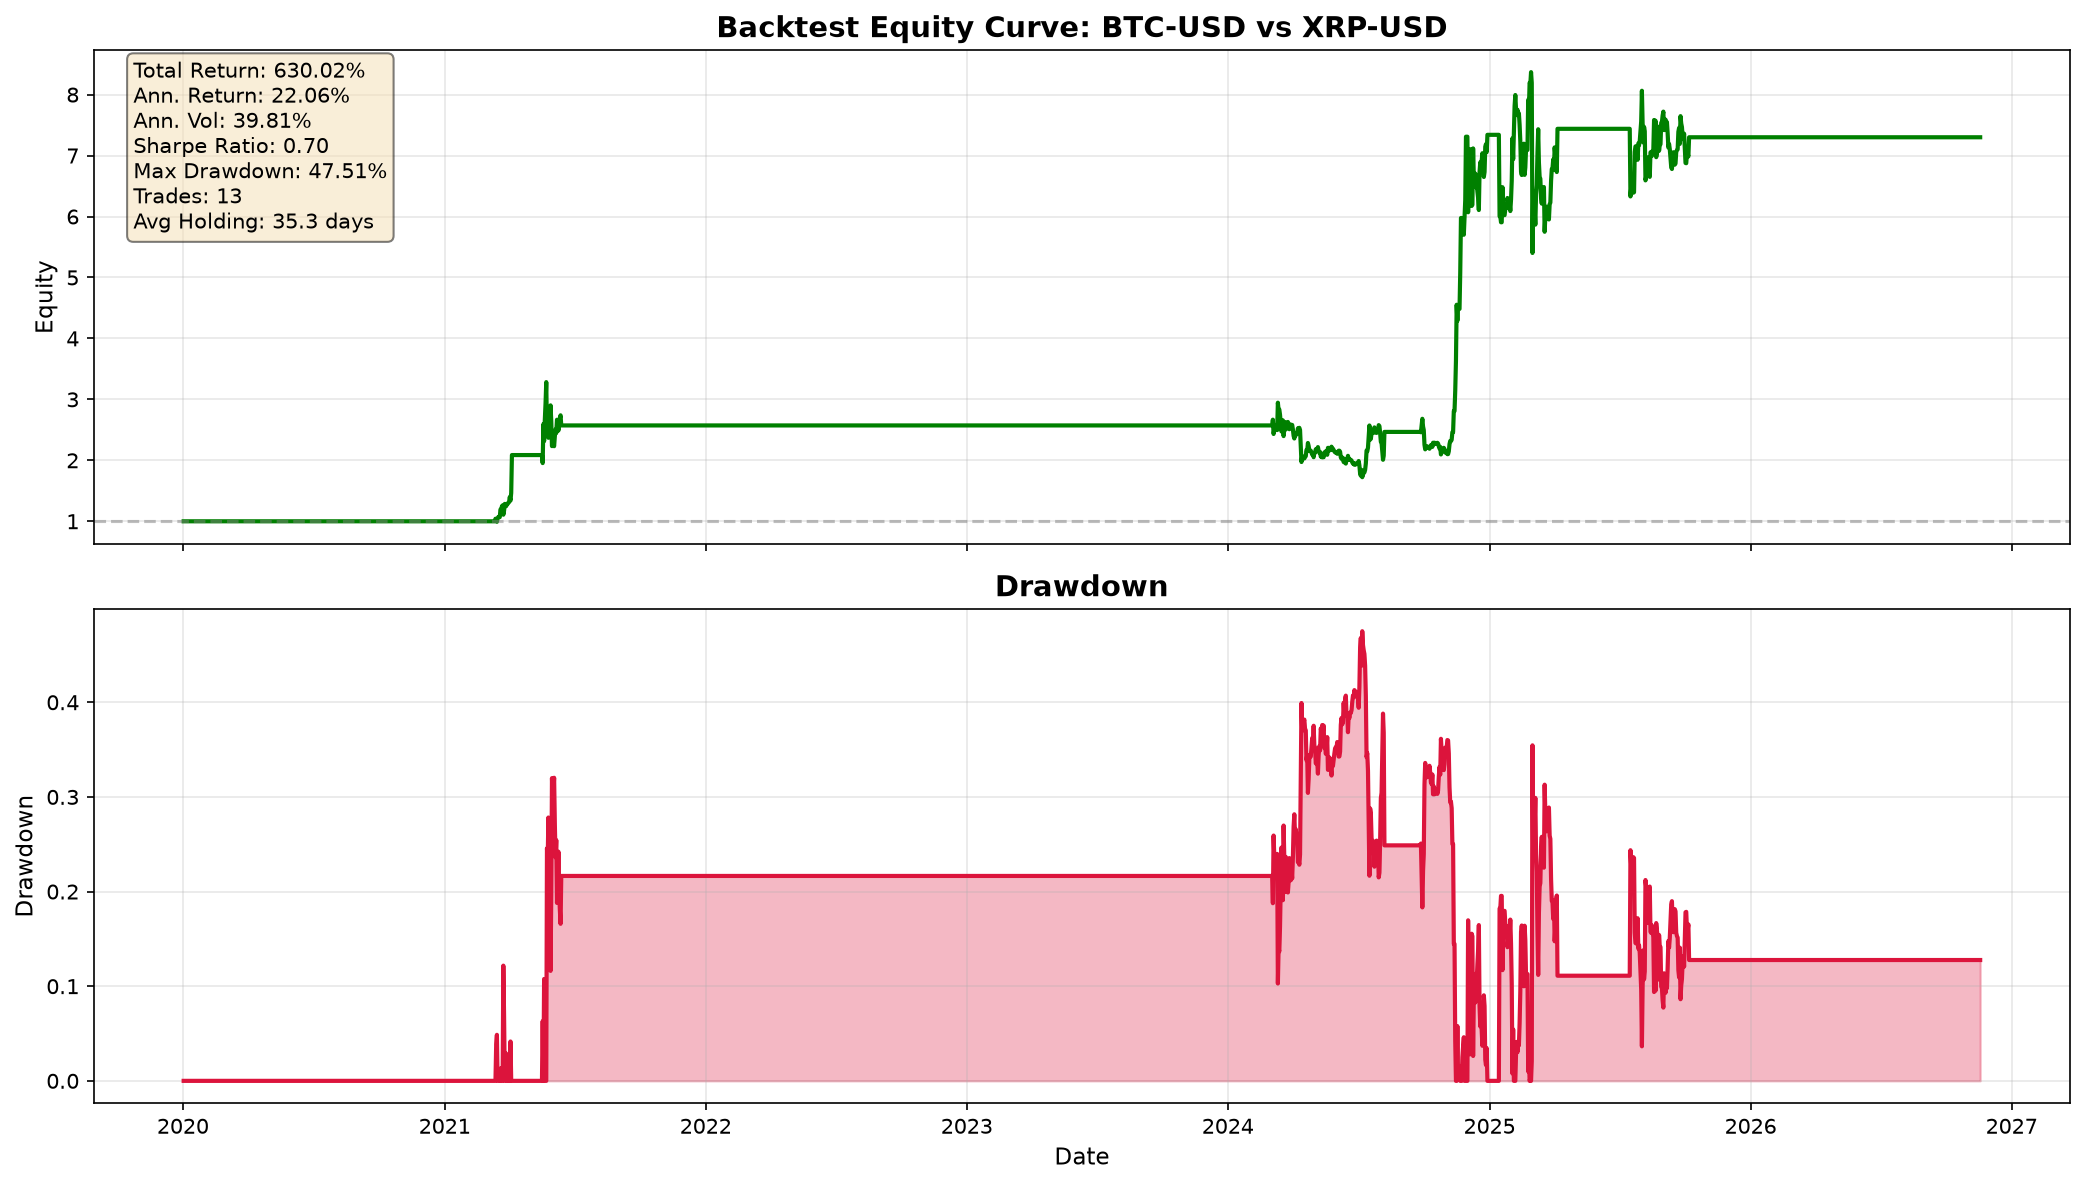 Backtest Equity Curve: BTC-USD vs XRP-USD
Total Return: 630.02%
Ann. Return: 22.06%
Ann. Vol: 39.81%
Sharpe Ratio: 0.70
Max Drawdown: 47.51%
Trades: 13
Avg Holding: 35.3 days
Equity
8
7
6
5
4
3
2
1
Drawdown
Drawdown
0.4
0.3
0.2
0.1
0.0
2020 2021 2022 2023 2024 2025 2026 2027
Date